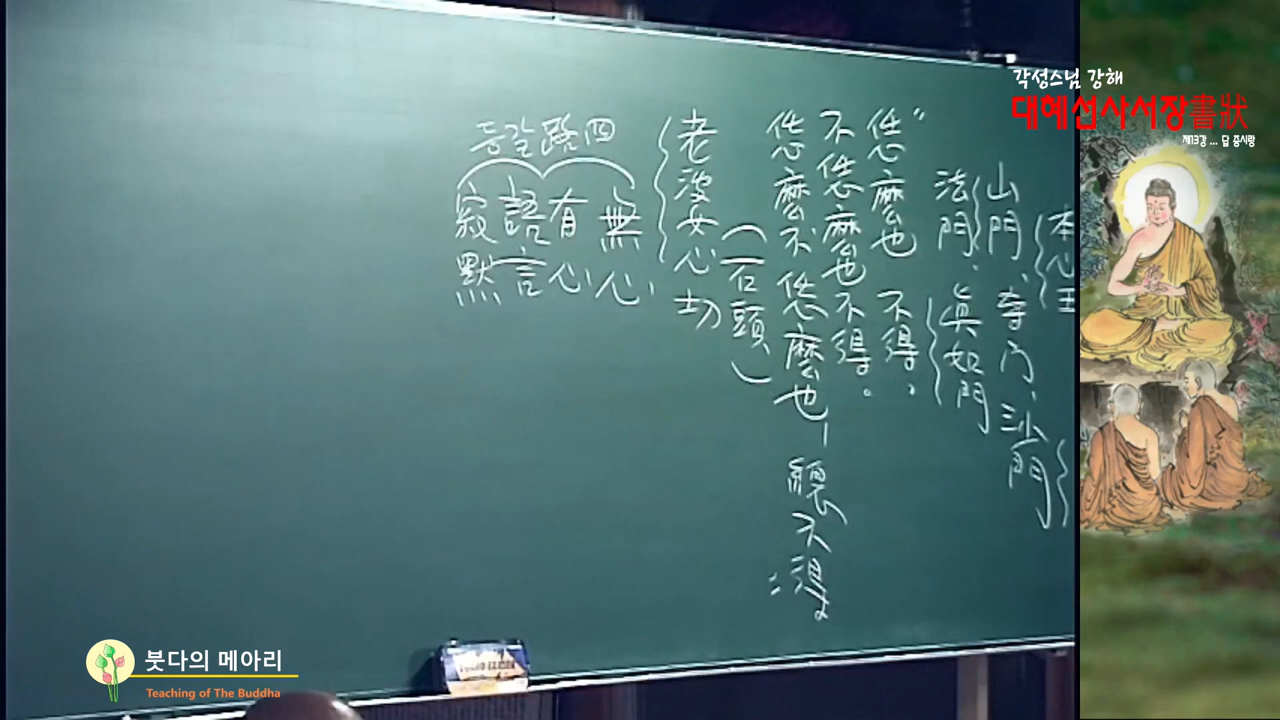 각성스님 강해
대혜선사서장書狀
제13강 ... 답 증시랑
本心王
山門、寺門、沙門
法門、眞如門
“恁麼也不得。
不恁麼也不得。
恁麼不恁麼也 總不得”
(石頭)
老婆心切
四路
無心
有心
語言
寂默
붓다의 메아리
Teaching of The Buddha